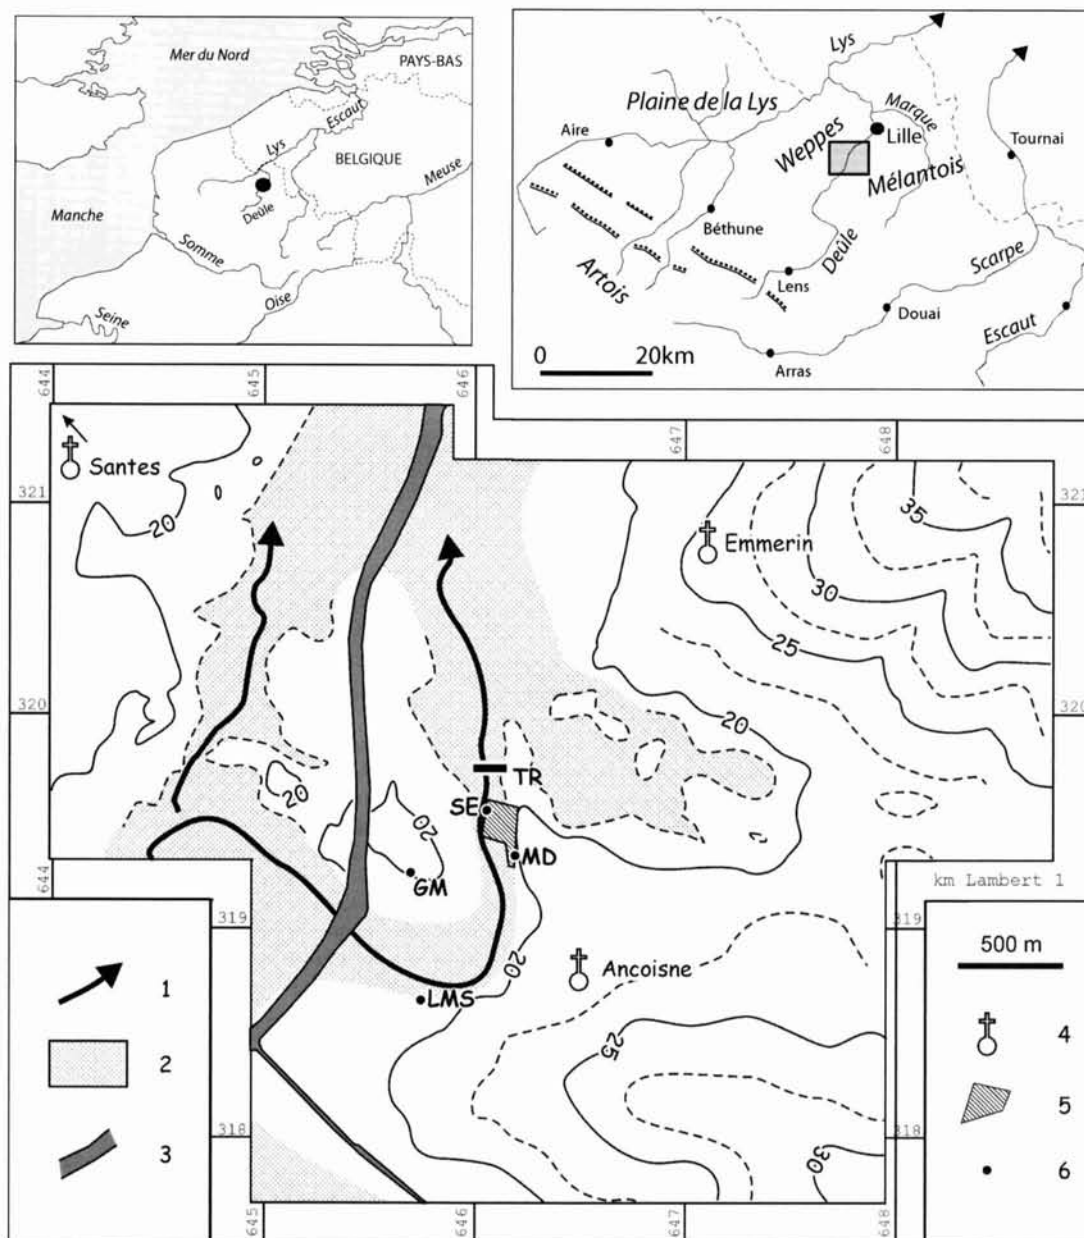 Mer du Nord
PAYS-BAS
Escaut
Lys
BELGIQUE
Meuse
Deûle
Manche
Somme
Oise
Seine
Lys
Plaine de la Lys
Marque
Aire
Weppes
Lille
Tournai
Mélantois
Béthune
Deûle
Scarpe
Artois
Lens
Douai
Escaut
0 20km
Arras
644
645
646
647
648
Santes
321
321
20
35
Emmerin
30
25
320
320
20
TR
20
SE
20
MD
GM
644
km Lambert 1
319
319
20
Ancoisne
500 m
1
LMS
4
2
25
5
3
318
318
30
6
645
646
647
648